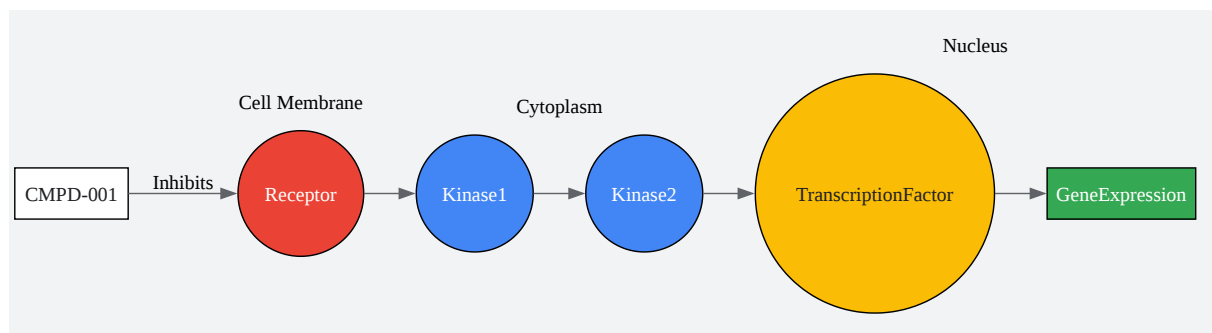 Nucleus
Cell Membrane
Cytoplasm
CMPD-001
Inhibits
Receptor
Kinase1
Kinase2
TranscriptionFactor
GeneExpression